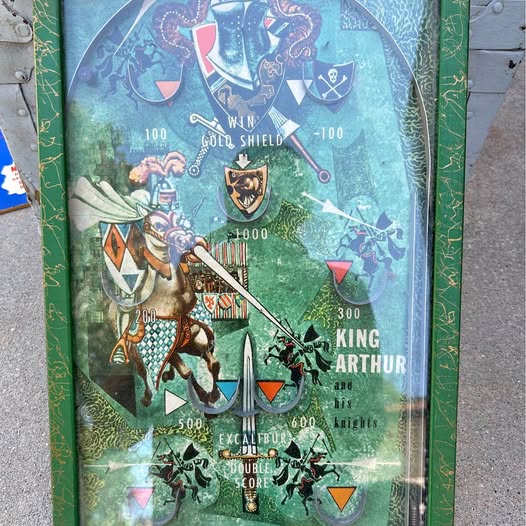 WIN
100 GOLD SHIELD -100
-1000
200
300
KING
ARTHUR
and
his
knights
500 600
EXCALIBUR
DOUBLE
SCORE